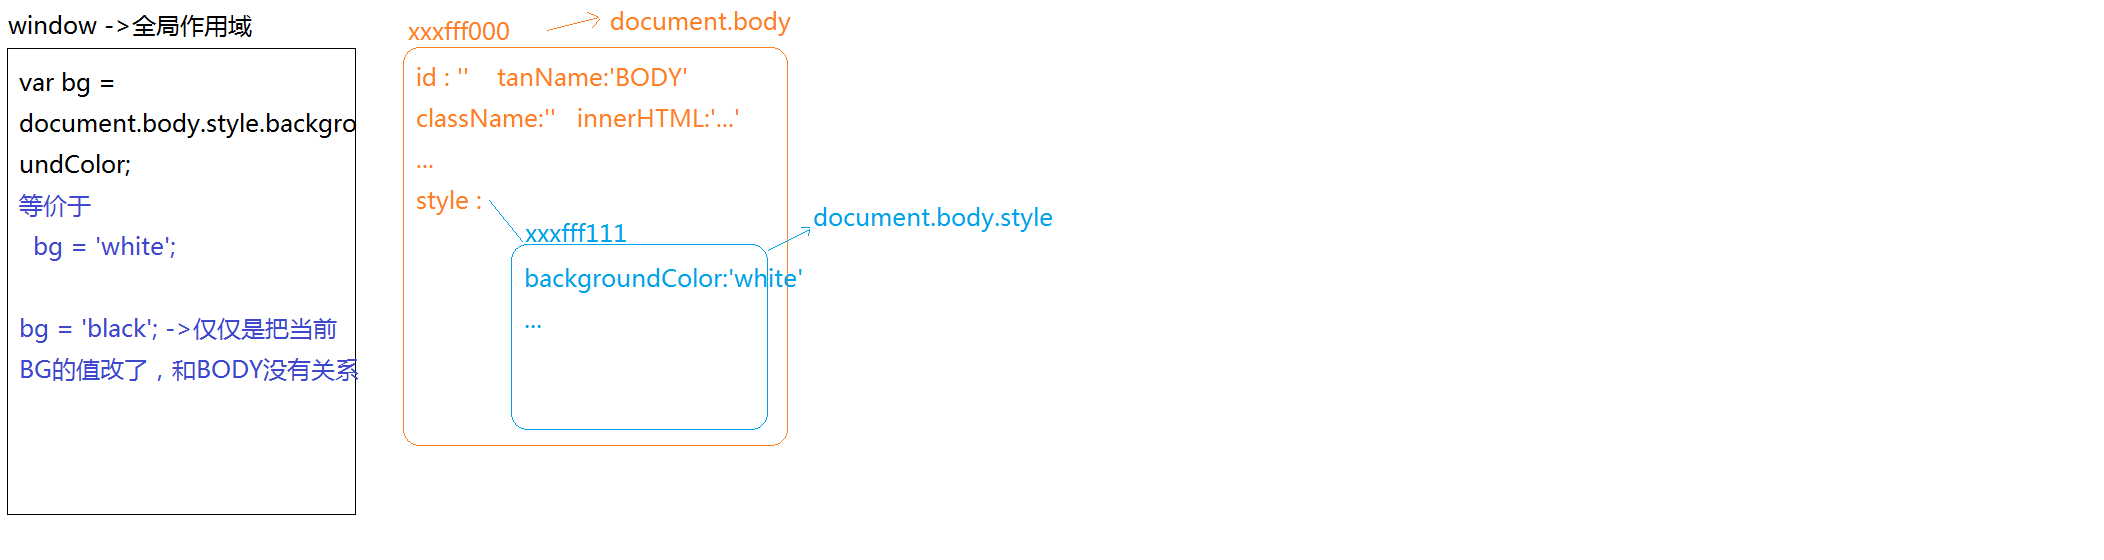 window ->全局作用域
var bg =
document.body.style.backgro
undColor;
等价于
bg = 'white';
bg = 'black'; ->仅仅是把当前
BG的值改了，和BODY没有关系
xxxfff000
document.body
id : ''    tanName:'BODY'
className:''   innerHTML:'...'
...
style :
xxxfff111
document.body.style
backgroundColor:'white'
...